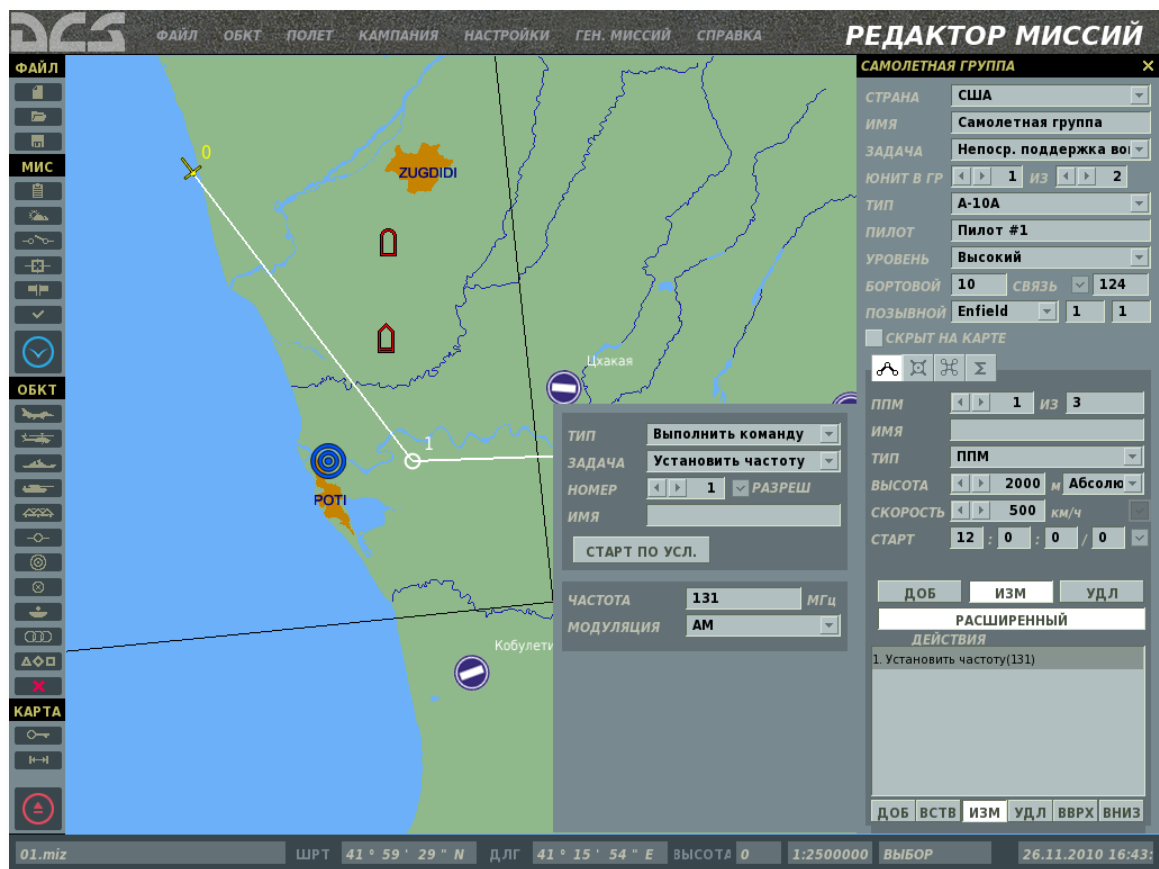 DCS
ФАЙЛ ОБКТ ПОЛЕТ КАМПАНИЯ НАСТРОЙКИ ГЕН. МИССИЙ СПРАВКА
РЕДАКТОР МИССИЙ
ФАЙЛ
МИС
ОБКТ
КАРТА
0
ZUGDIDI
Цхакая
1
POTI
Кобулети
ТИП Выполнить команду
ЗАДАЧА Установить частоту
НОМЕР 1 РАЗРЕШ
ИМЯ
СТАРТ ПО УСЛ.
ЧАСТОТА 131 МГц
МОДУЛЯЦИЯ AM
САМОЛЕТНАЯ ГРУППА
СТРАНА США
ИМЯ Самолетная группа
ЗАДАЧА Непоср. поддержка во
ЮНИТ В ГР 1 ИЗ 2
ТИП A-10A
ПИЛОТ Пилот #1
УРОВЕНЬ Высокий
БОРТОВОЙ 10 СВЯЗЬ 124
ПОЗЫВНОЙ Enfield 1 1
СКРЫТ НА КАРТЕ
Σ
ППМ 1 ИЗ 3
ИМЯ
ТИП ППМ
ВЫСОТА 2000 м Абсолю
СКОРОСТЬ 500 км/ч
СТАРТ 12 : 0 : 0 / 0
ДОБ ИЗМ УДЛ
РАСШИРЕННЫЙ
ДЕЙСТВИЯ
1. Установить частоту(131)
ДОБ ВСТВ ИЗМ УДЛ ВВРХ ВНИЗ
01.miz ШРТ 41 ° 59 ' 29 " N ДЛГ 41 ° 15 ' 54 " E ВЫСОТА 0 1:2500000 ВЫБОР 26.11.2010 16:43: